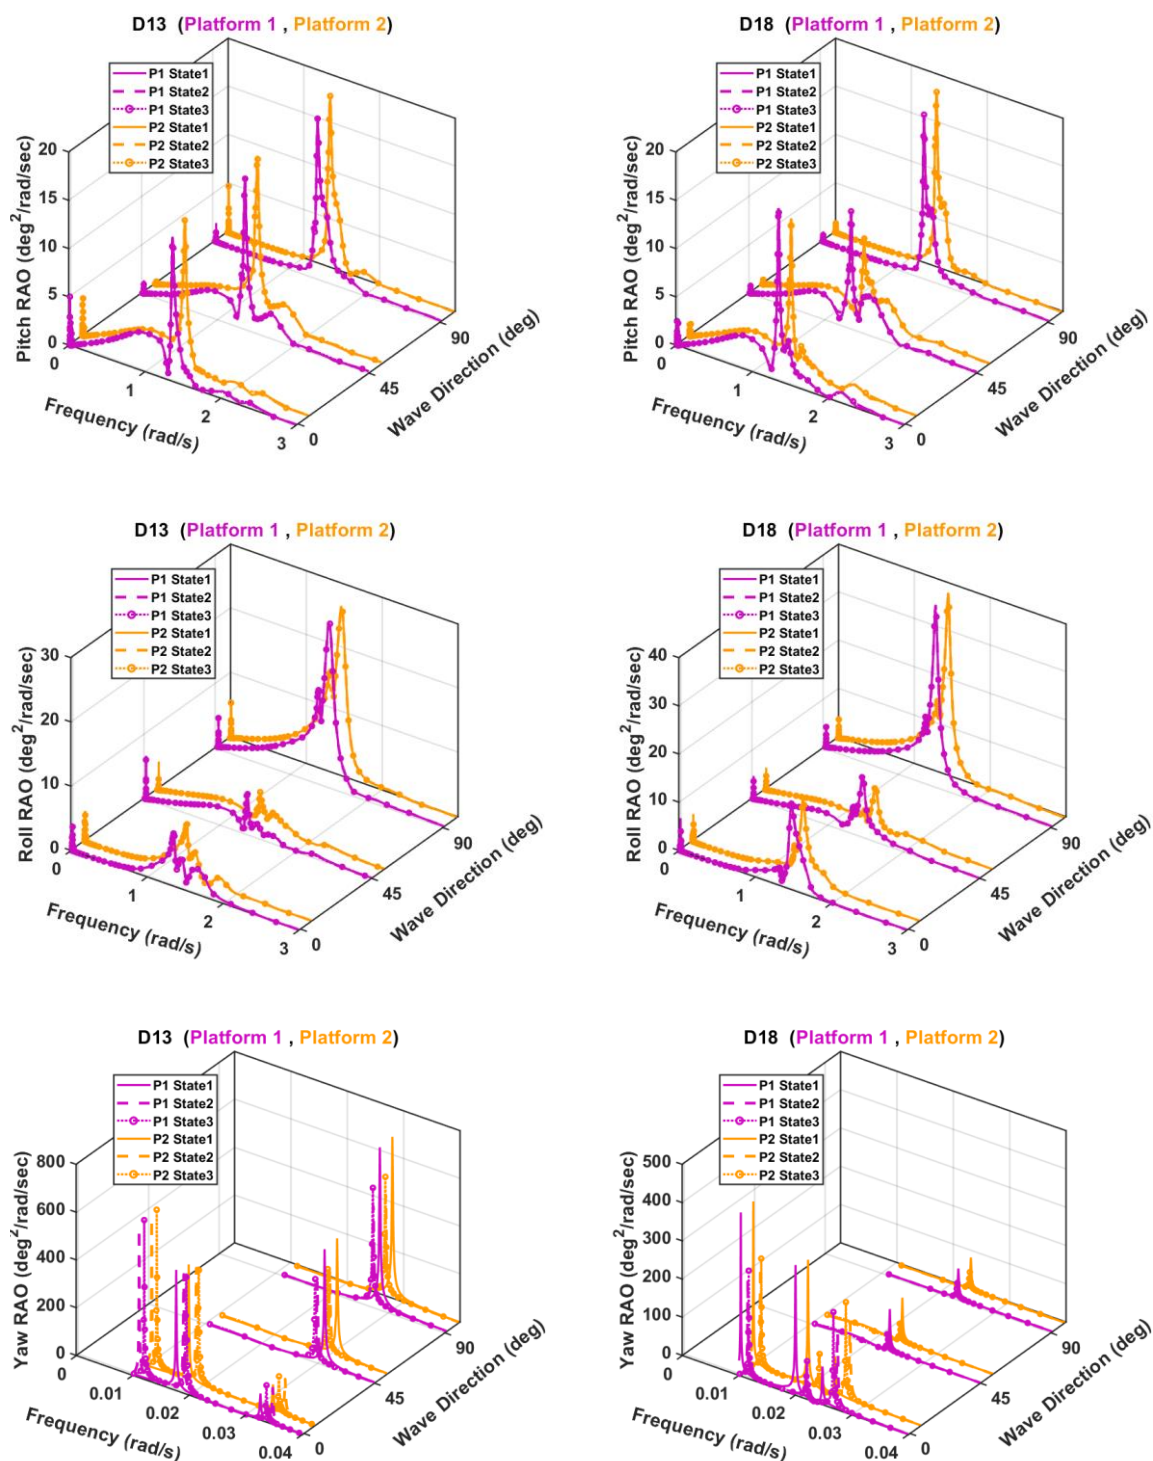 D13 (Platform 1 , Platform 2)
P1 State1
P1 State2
P1 State3
P2 State1
P2 State2
P2 State3
Pitch RAO (deg²/rad/sec)
20
15
10
5
0
0
1
2
3
Frequency (rad/s)
0
45
90
Wave Direction (deg)
D18 (Platform 1 , Platform 2)
P1 State1
P1 State2
P1 State3
P2 State1
P2 State2
P2 State3
Pitch RAO (deg²/rad/sec)
20
15
10
5
0
0
1
2
3
Frequency (rad/s)
0
45
90
Wave Direction (deg)
D13 (Platform 1 , Platform 2)
P1 State1
P1 State2
P1 State3
P2 State1
P2 State2
P2 State3
Roll RAO (deg²/rad/sec)
30
20
10
0
0
1
2
3
Frequency (rad/s)
0
45
90
Wave Direction (deg)
D18 (Platform 1 , Platform 2)
P1 State1
P1 State2
P1 State3
P2 State1
P2 State2
P2 State3
Roll RAO (deg²/rad/sec)
40
30
20
10
0
0
1
2
3
Frequency (rad/s)
0
45
90
Wave Direction (deg)
D13 (Platform 1 , Platform 2)
P1 State1
P1 State2
P1 State3
P2 State1
P2 State2
P2 State3
Yaw RAO (deg²/rad/sec)
800
600
400
200
0
0
0.01
0.02
0.03
0.04
Frequency (rad/s)
0
45
90
Wave Direction (deg)
D18 (Platform 1 , Platform 2)
P1 State1
P1 State2
P1 State3
P2 State1
P2 State2
P2 State3
Yaw RAO (deg²/rad/sec)
500
400
300
200
100
0
0
0.01
0.02
0.03
0.04
Frequency (rad/s)
0
45
90
Wave Direction (deg)